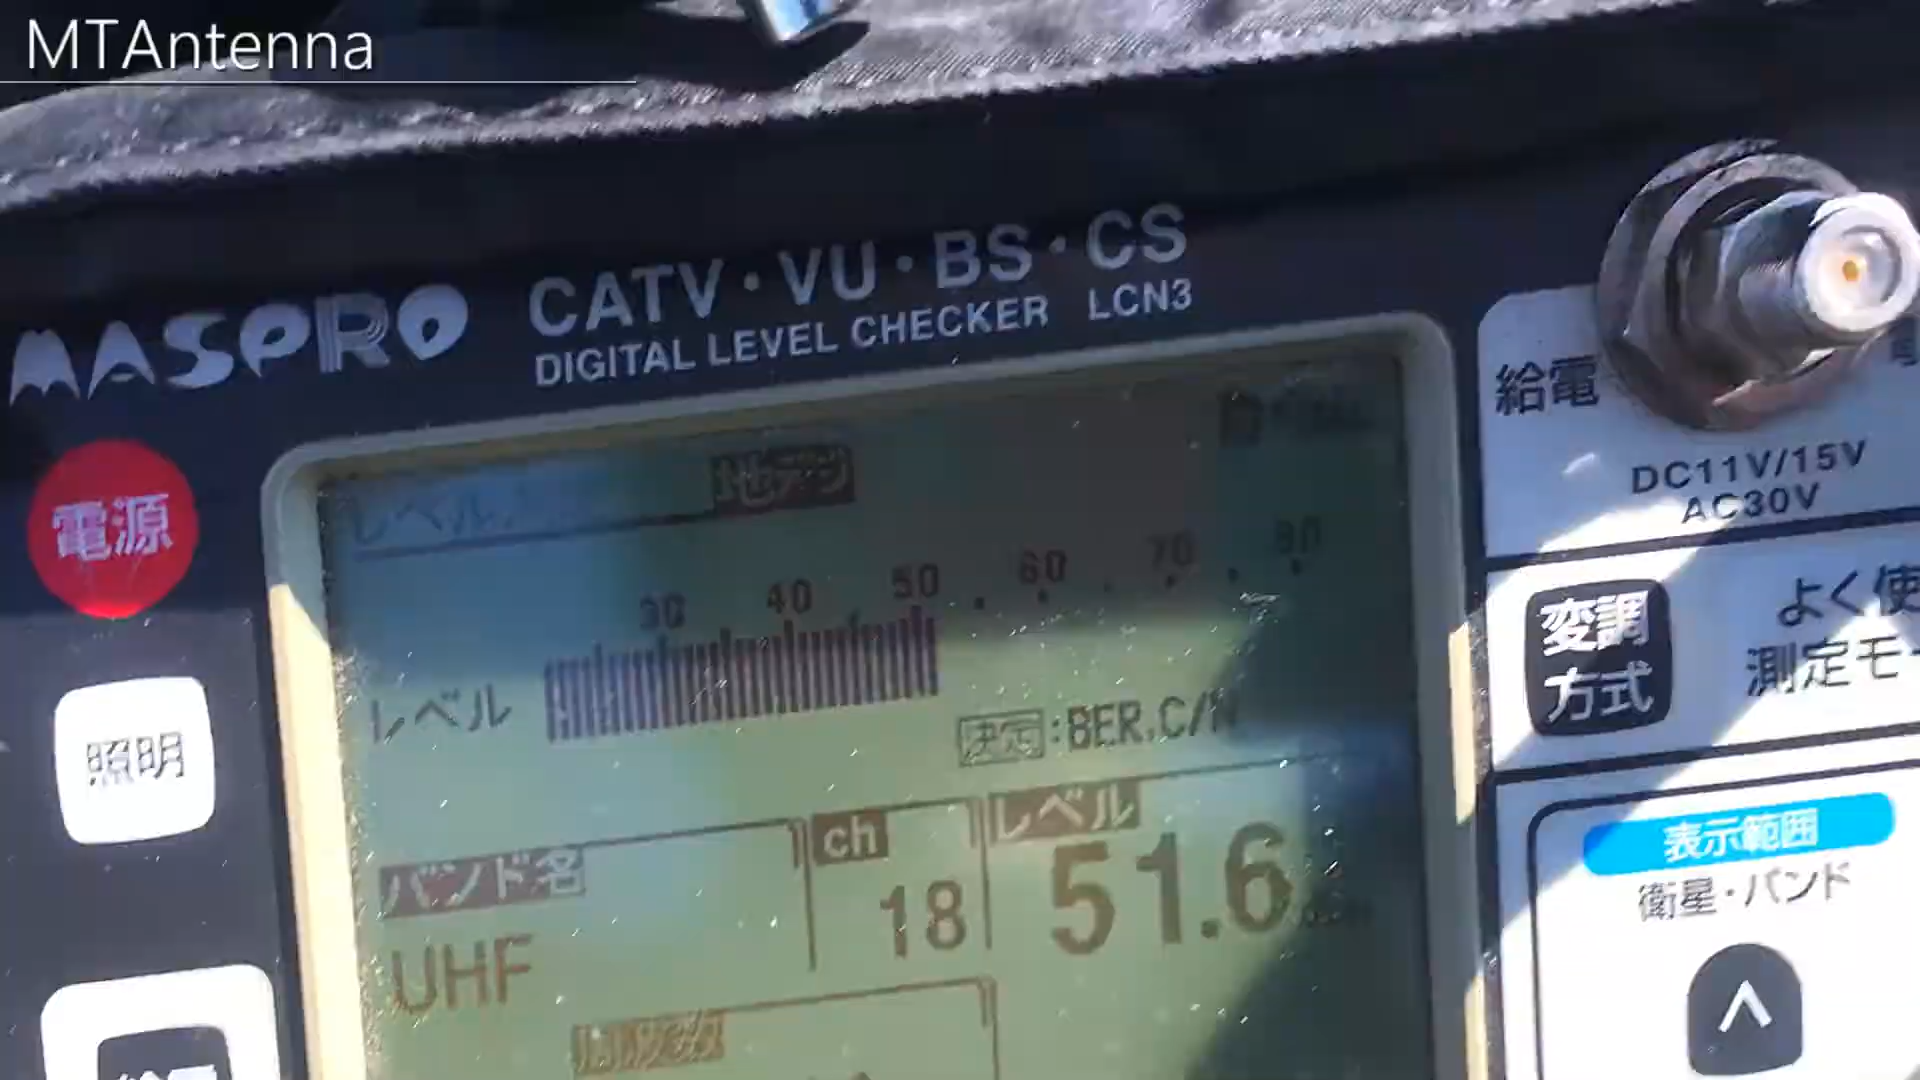 MTAntenna
MASPRO
CATV・VU・BS・CS
DIGITAL LEVEL CHECKER LCN3
給電
DC11V/15V
AC30V
電源
地デジ
30 40 50 60 70 80
レベル
決定:BER.C/N
変調
方式
よく使
測定モー
照明
バンド名
ch
レベル
UHF
18
51.6
表示範囲
衛星・バンド